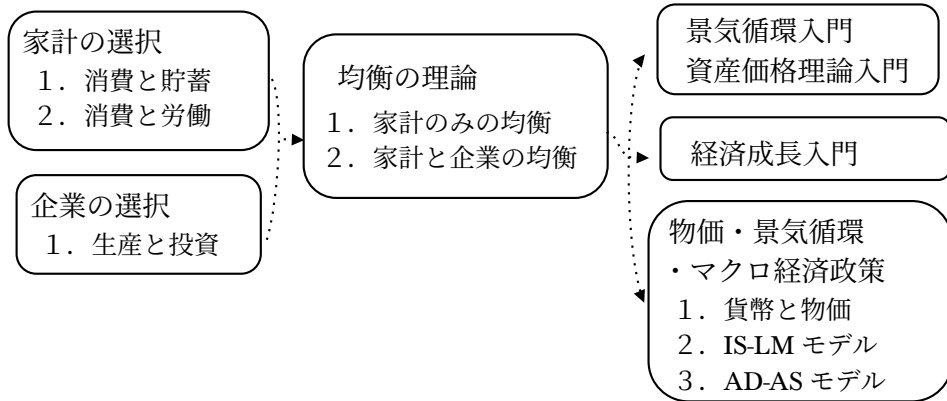 家計の選択
１．消費と貯蓄
２．消費と労働
企業の選択
１．生産と投資
均衡の理論
１．家計のみの均衡
２．家計と企業の均衡
景気循環入門
資産価格理論入門
経済成長入門
物価・景気循環
・マクロ経済政策
１．貨幣と物価
２．IS-LM モデル
３．AD-AS モデル